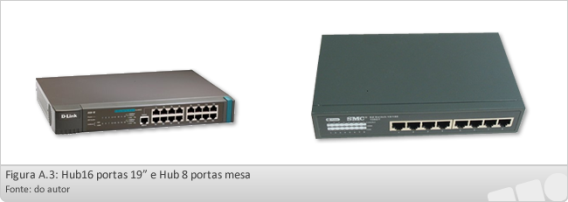 D-Link
SMC
Figura A.3: Hub16 portas 19” e Hub 8 portas mesa
Fonte: do autor